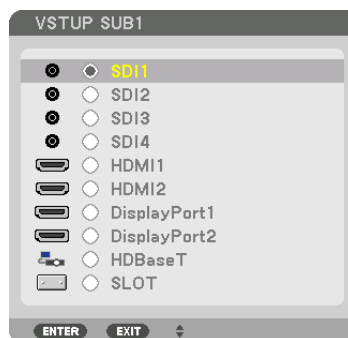 VSTUP SUB1
SDI1
SDI2
SDI3
SDI4
HDMI1
HDMI2
DisplayPort1
DisplayPort2
HDBaseT
SLOT
ENTER EXIT